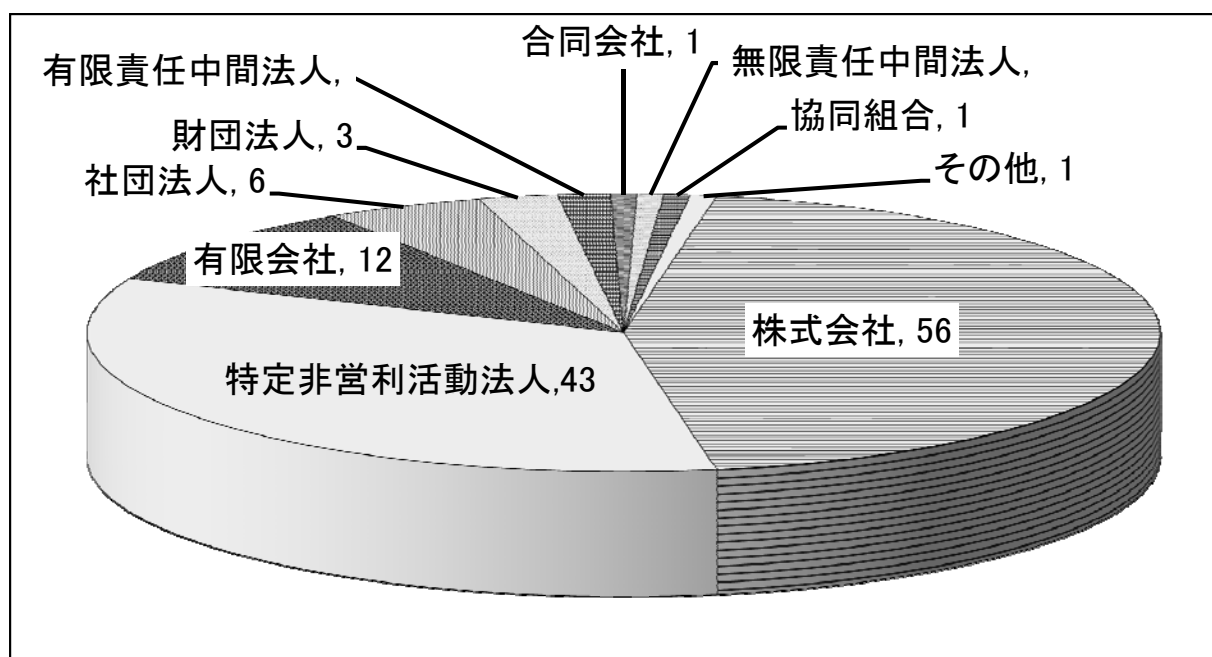 合同会社, 1
有限責任中間法人,
無限責任中間法人,
財団法人, 3
協同組合, 1
社団法人, 6
その他, 1
有限会社, 12
株式会社, 56
特定非営利活動法人,43